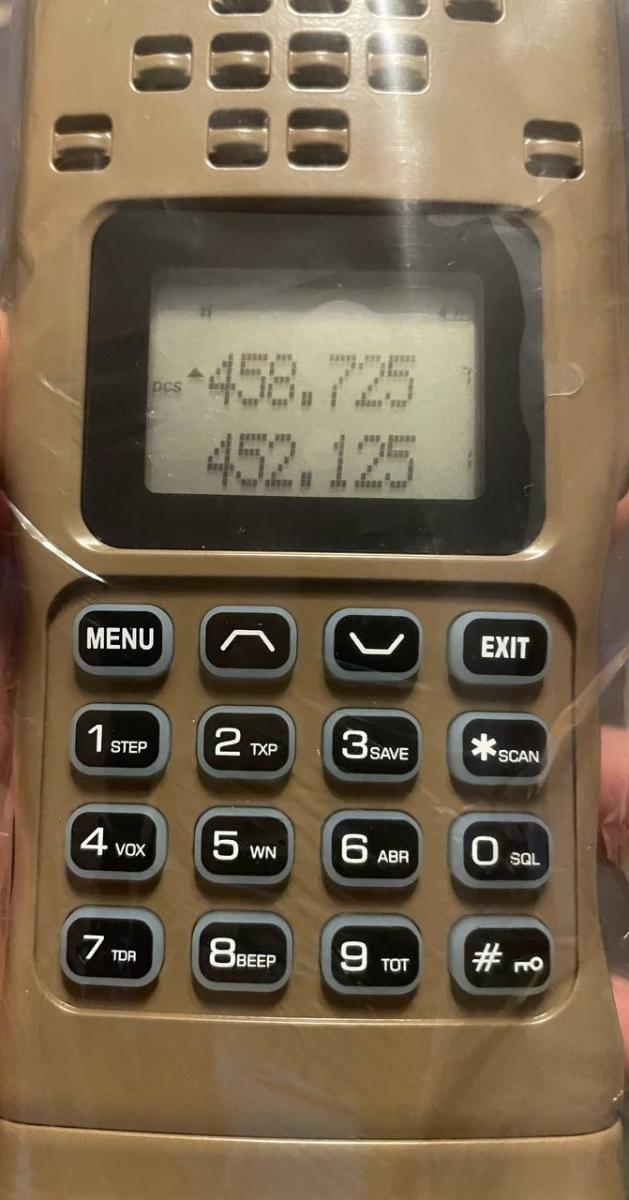 DCS 458.725
452.125
MENU EXIT
1 STEP 2 TXP 3 SAVE * SCAN
4 VOX 5 WN 6 ABR 0 SQL
7 TDR 8 BEEP 9 TOT #